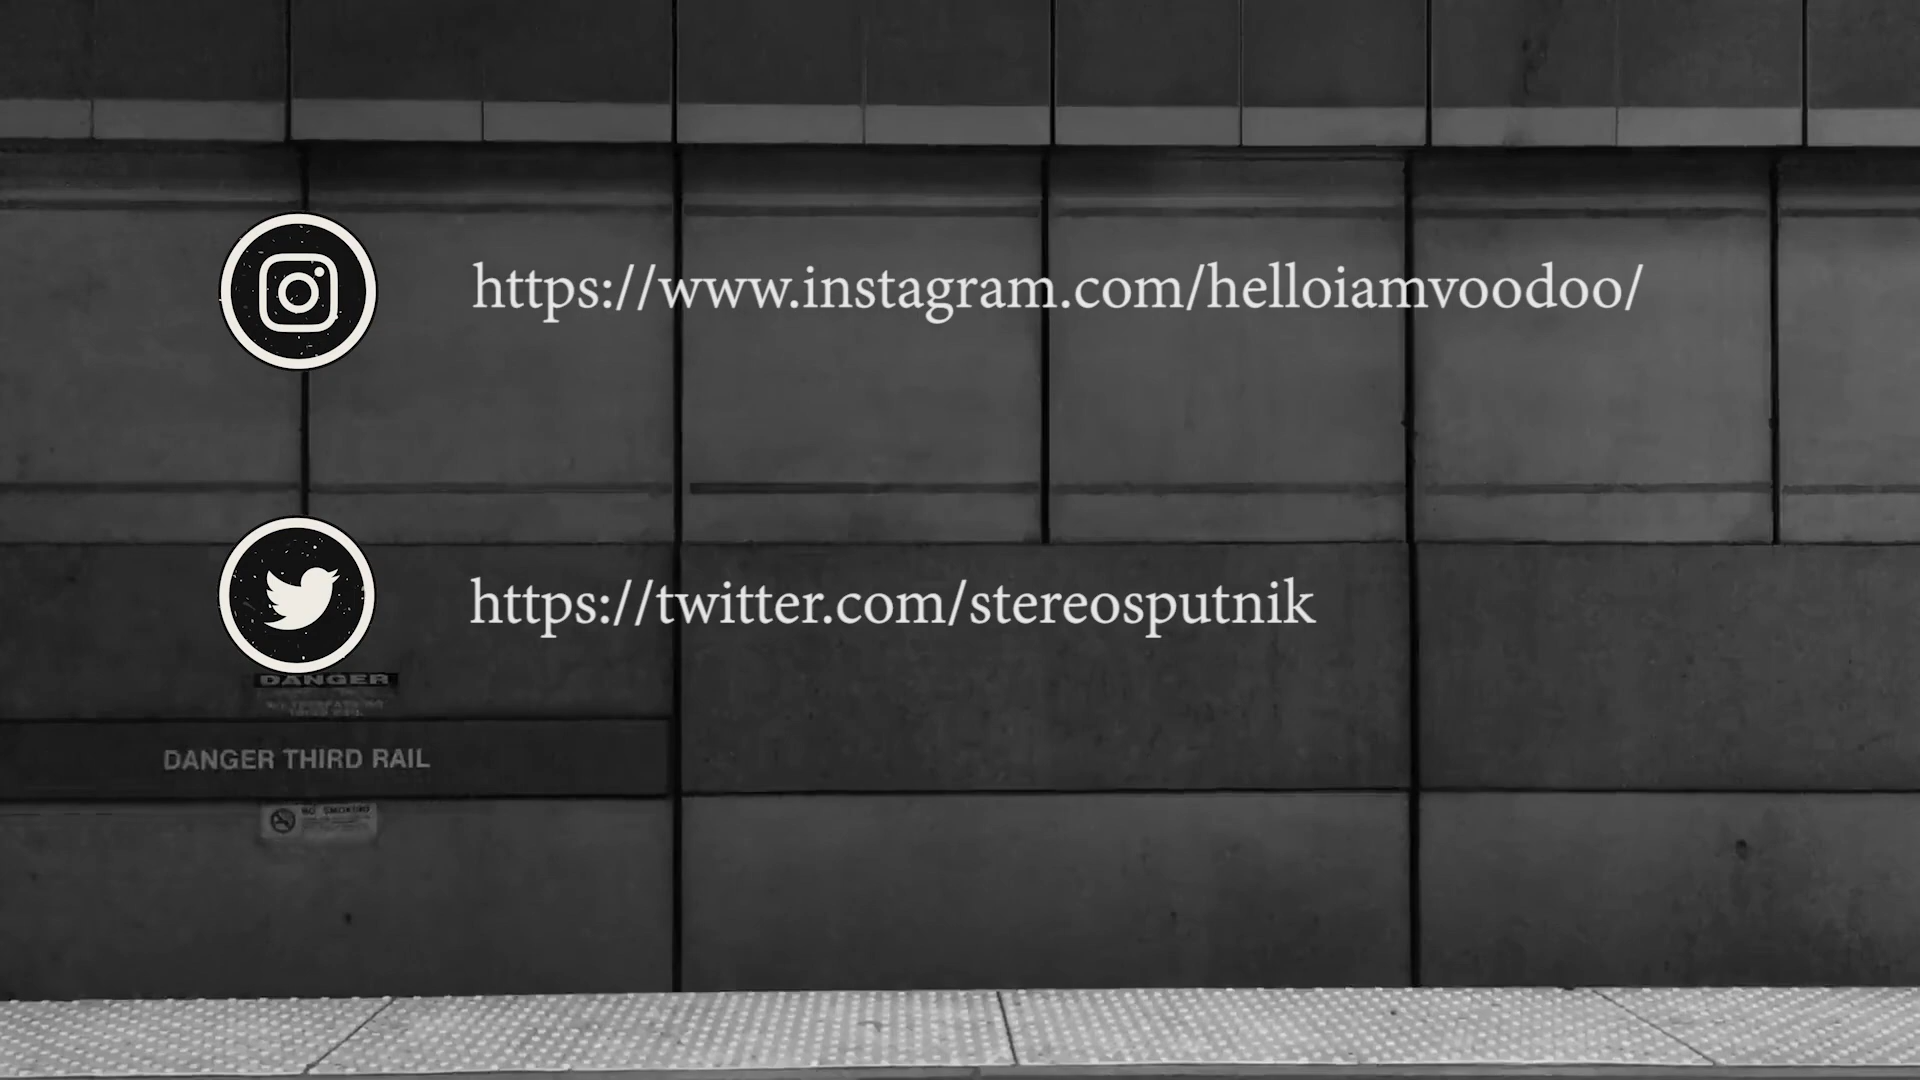 https://www.instagram.com/helloiamvoodoo/
https://twitter.com/stereosputnik
DANGER
DANGER THIRD RAIL
NO SMOKING